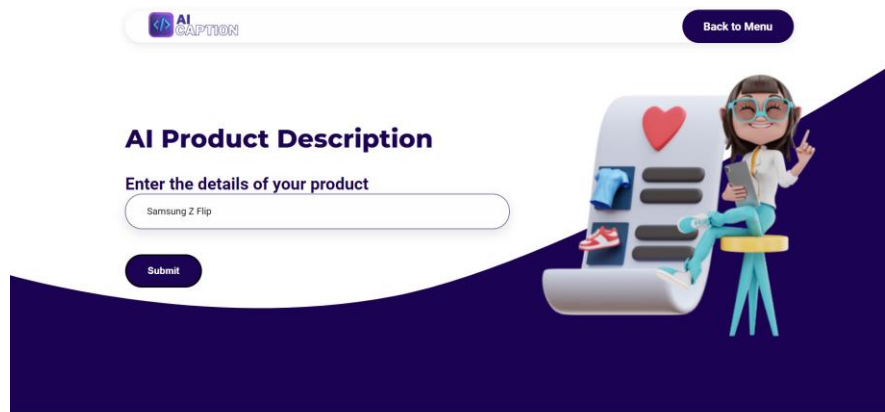 AI
CAPTION
Back to Menu
AI Product Description
Enter the details of your product
Samsung Z Flip
Submit